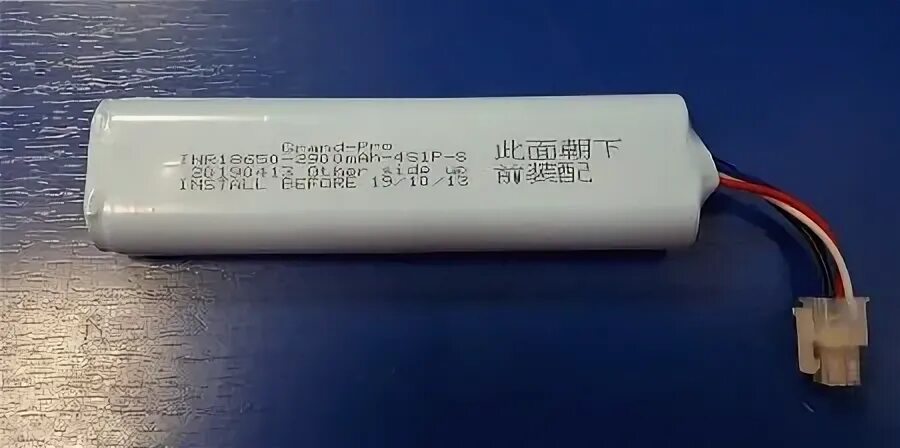 Grand-Pro
INR18650-2900mAh-4S1P-S
20190413 Other side up
INSTALL BEFORE 19/10/13
此面朝下
前装配